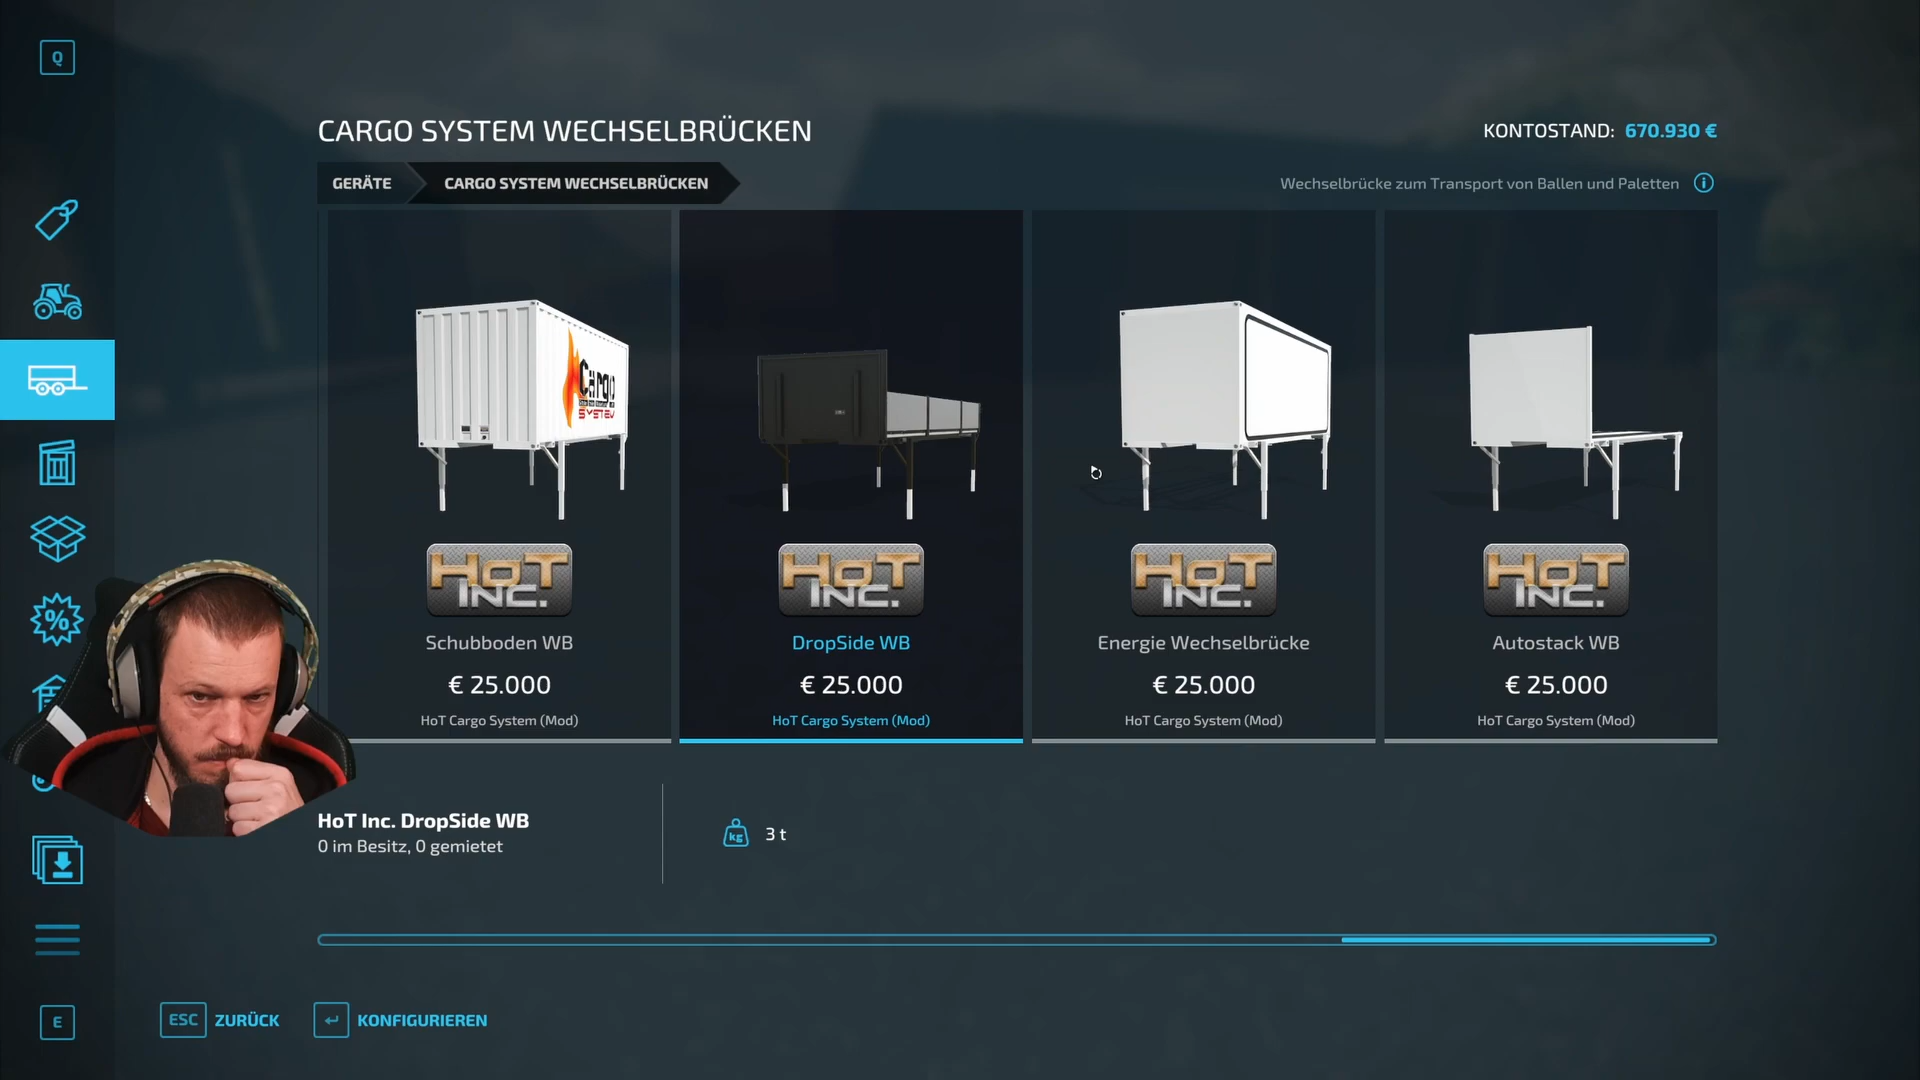 Q
CARGO SYSTEM WECHSELBRÜCKEN
KONTOSTAND: 670.930 €
GERÄTE
CARGO SYSTEM WECHSELBRÜCKEN
Wechselbrücke zum Transport von Ballen und Paletten i
Cargo
SYSTEM
HoT INC.
HoT INC.
HoT INC.
HoT INC.
Schubboden WB
DropSide WB
Energie Wechselbrücke
Autostack WB
€ 25.000
€ 25.000
€ 25.000
€ 25.000
HoT Cargo System (Mod)
HoT Cargo System (Mod)
HoT Cargo System (Mod)
HoT Cargo System (Mod)
%
HoT Inc. DropSide WB
0 im Besitz, 0 gemietet
kg 3 t
E
ESC ZURÜCK
KONFIGURIEREN